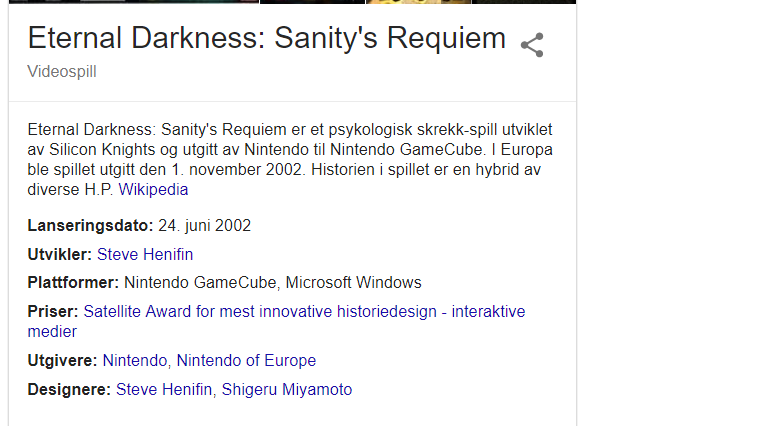 Eternal Darkness: Sanity's Requiem
Videospill
Eternal Darkness: Sanity's Requiem er et psykologisk skrekk-spill utviklet
av Silicon Knights og utgitt av Nintendo til Nintendo GameCube. I Europa
ble spillet utgitt den 1. november 2002. Historien i spillet er en hybrid av
diverse H.P. Wikipedia
Lanseringsdato: 24. juni 2002
Utvikler: Steve Henifin
Plattformer: Nintendo GameCube, Microsoft Windows
Priser: Satellite Award for mest innovative historiedesign - interaktive
medier
Utgivere: Nintendo, Nintendo of Europe
Designere: Steve Henifin, Shigeru Miyamoto